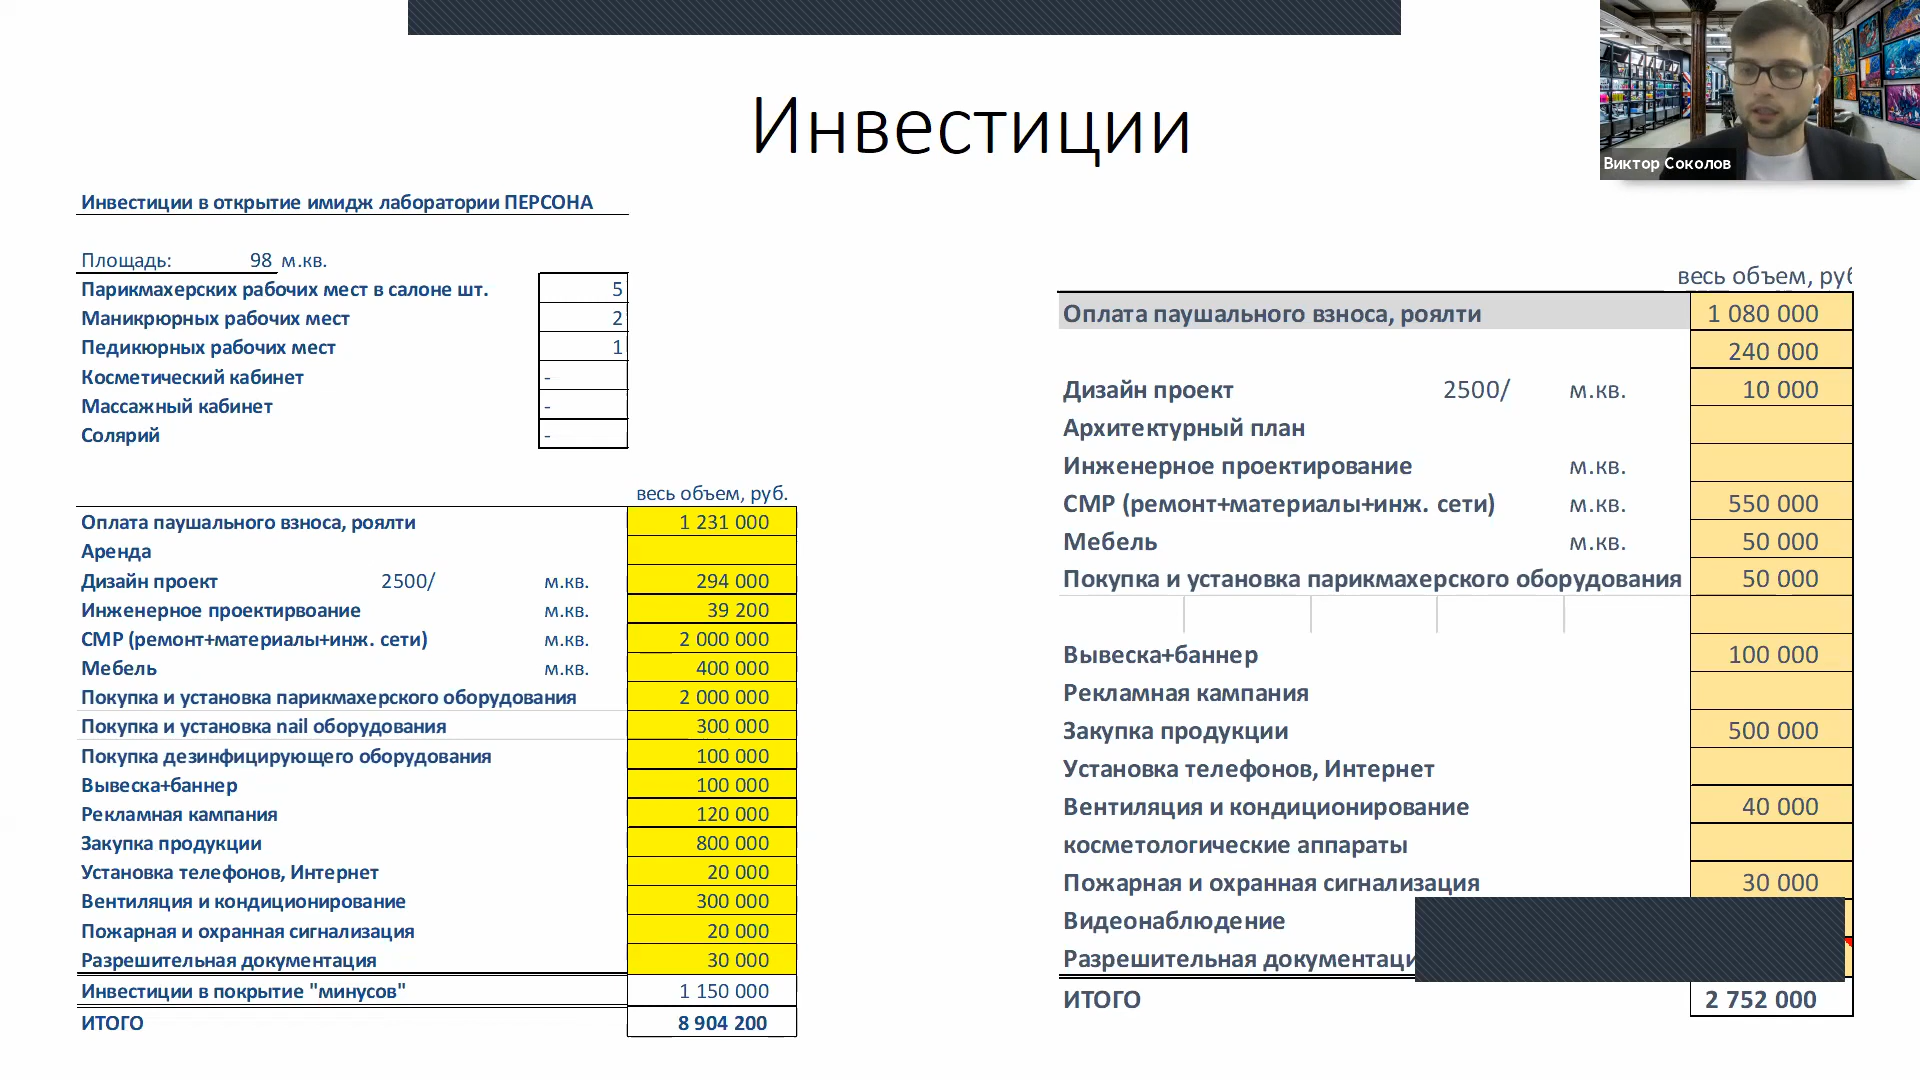 Инвестиции
Виктор Соколов
Инвестиции в открытие имидж лаборатории ПЕРСОНА
Площадь: 98 м.кв.
Парикмахерских рабочих мест в салоне шт. 5
Маникрюрных рабочих мест 2
Педикюрных рабочих мест 1
Косметический кабинет -
Массажный кабинет -
Солярий -
весь объем, руб.
Оплата паушального взноса, роялти 1 231 000
Аренда
Дизайн проект 2500/ м.кв. 294 000
Инженерное проектирвоание м.кв. 39 200
СМР (ремонт+материалы+инж. сети) м.кв. 2 000 000
Мебель м.кв. 400 000
Покупка и установка парикмахерского оборудования 2 000 000
Покупка и установка nail оборудования 300 000
Покупка дезинфицирующего оборудования 100 000
Вывеска+баннер 100 000
Рекламная кампания 120 000
Закупка продукции 800 000
Установка телефонов, Интернет 20 000
Вентиляция и кондиционирование 300 000
Пожарная и охранная сигнализация 20 000
Разрешительная документация 30 000
Инвестиции в покрытие "минусов" 1 150 000
ИТОГО 8 904 200
весь объем, руб
Оплата паушального взноса, роялти 1 080 000
240 000
Дизайн проект 2500/ м.кв. 10 000
Архитектурный план
Инженерное проектирование м.кв.
СМР (ремонт+материалы+инж. сети) м.кв. 550 000
Мебель м.кв. 50 000
Покупка и установка парикмахерского оборудования 50 000
Вывеска+баннер 100 000
Рекламная кампания
Закупка продукции 500 000
Установка телефонов, Интернет
Вентиляция и кондиционирование 40 000
косметологические аппараты
Пожарная и охранная сигнализация 30 000
Видеонаблюдение
Разрешительная документаци
ИТОГО 2 752 000